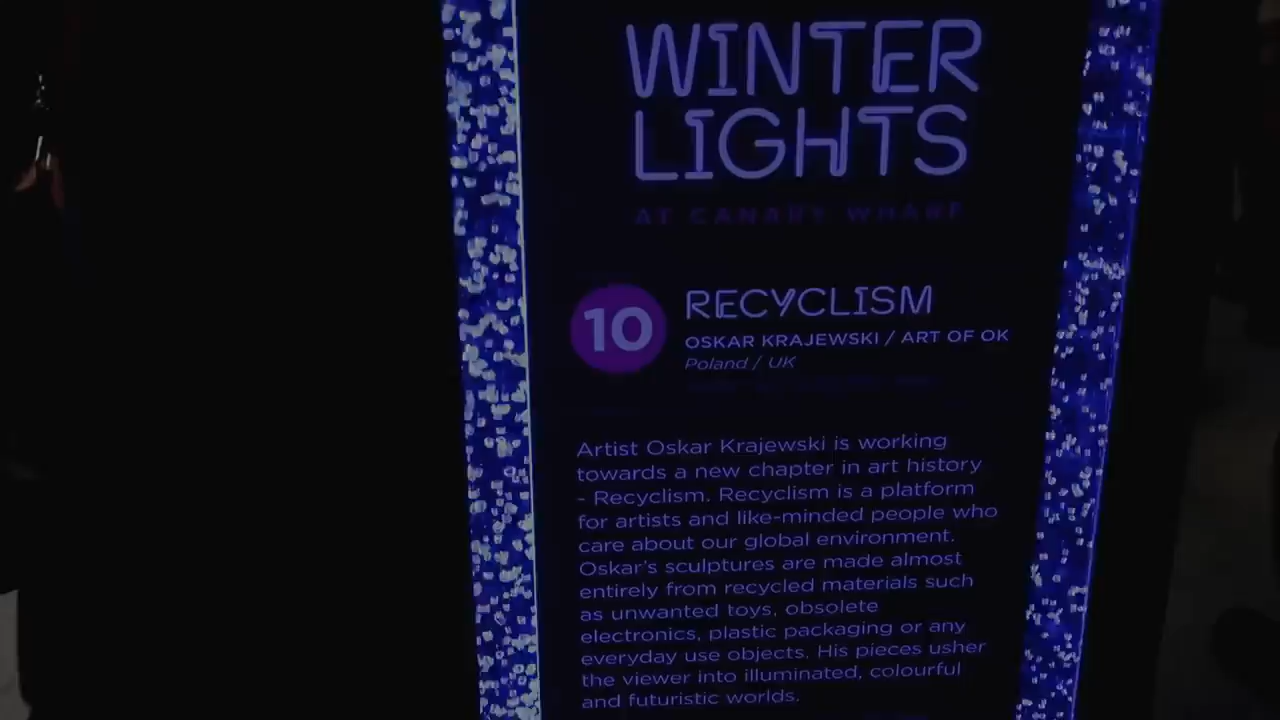 WINTER
LIGHTS
AT CANARY WHARF
10
RECYCLISM
OSKAR KRAJEWSKI / ART OF OK
Poland / UK
Artist Oskar Krajewski is working
towards a new chapter in art history
- Recyclism. Recyclism is a platform
for artists and like-minded people who
care about our global environment.
Oskar's sculptures are made almost
entirely from recycled materials such
as unwanted toys, obsolete
electronics, plastic packaging or any
everyday use objects. His pieces usher
the viewer into illuminated, colourful
and futuristic worlds.